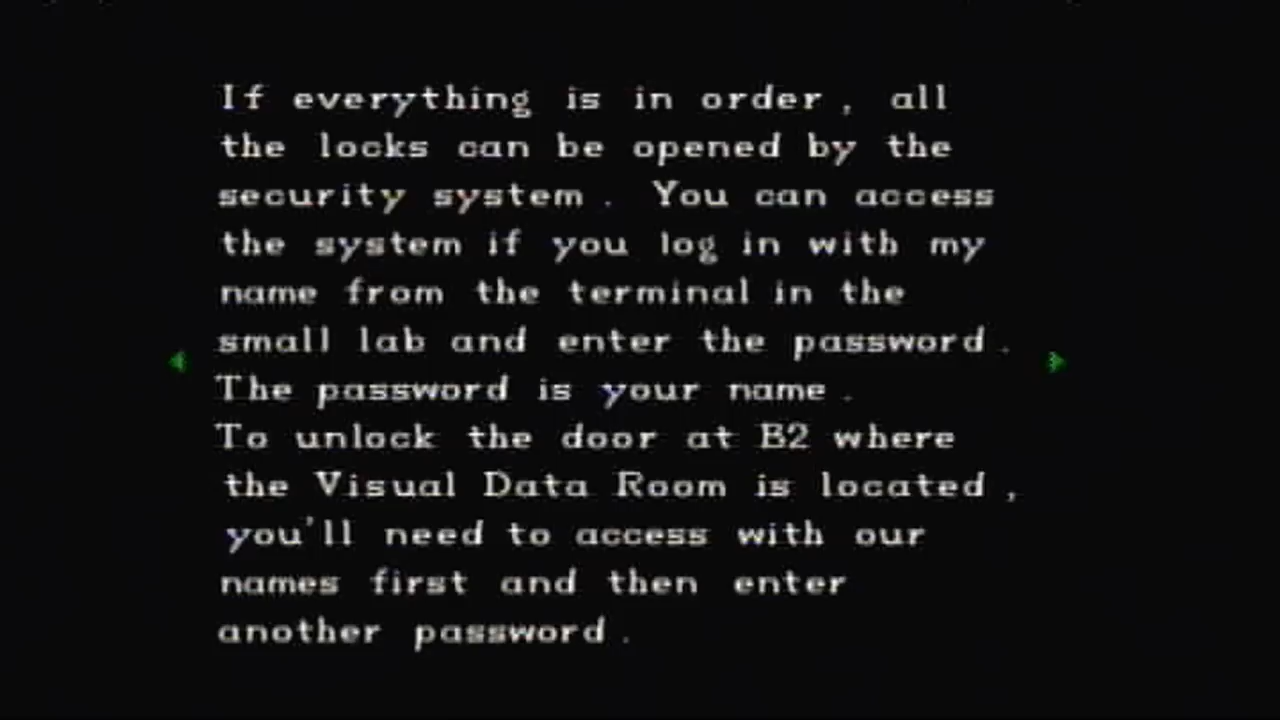 If everything is in order, all
the locks can be opened by the
security system. You can access
the system if you log in with my
name from the terminal in the
small lab and enter the password.
The password is your name.
To unlock the door at B2 where
the Visual Data Room is located,
you'll need to access with our
names first and then enter
another password.